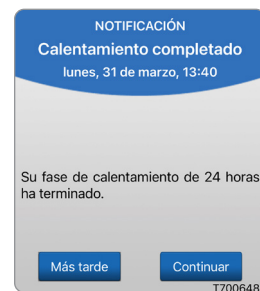 NOTIFICACIÓN
Calentamiento completado
lunes, 31 de marzo, 13:40
Su fase de calentamiento de 24 horas
ha terminado.
Más tarde
Continuar
T700648